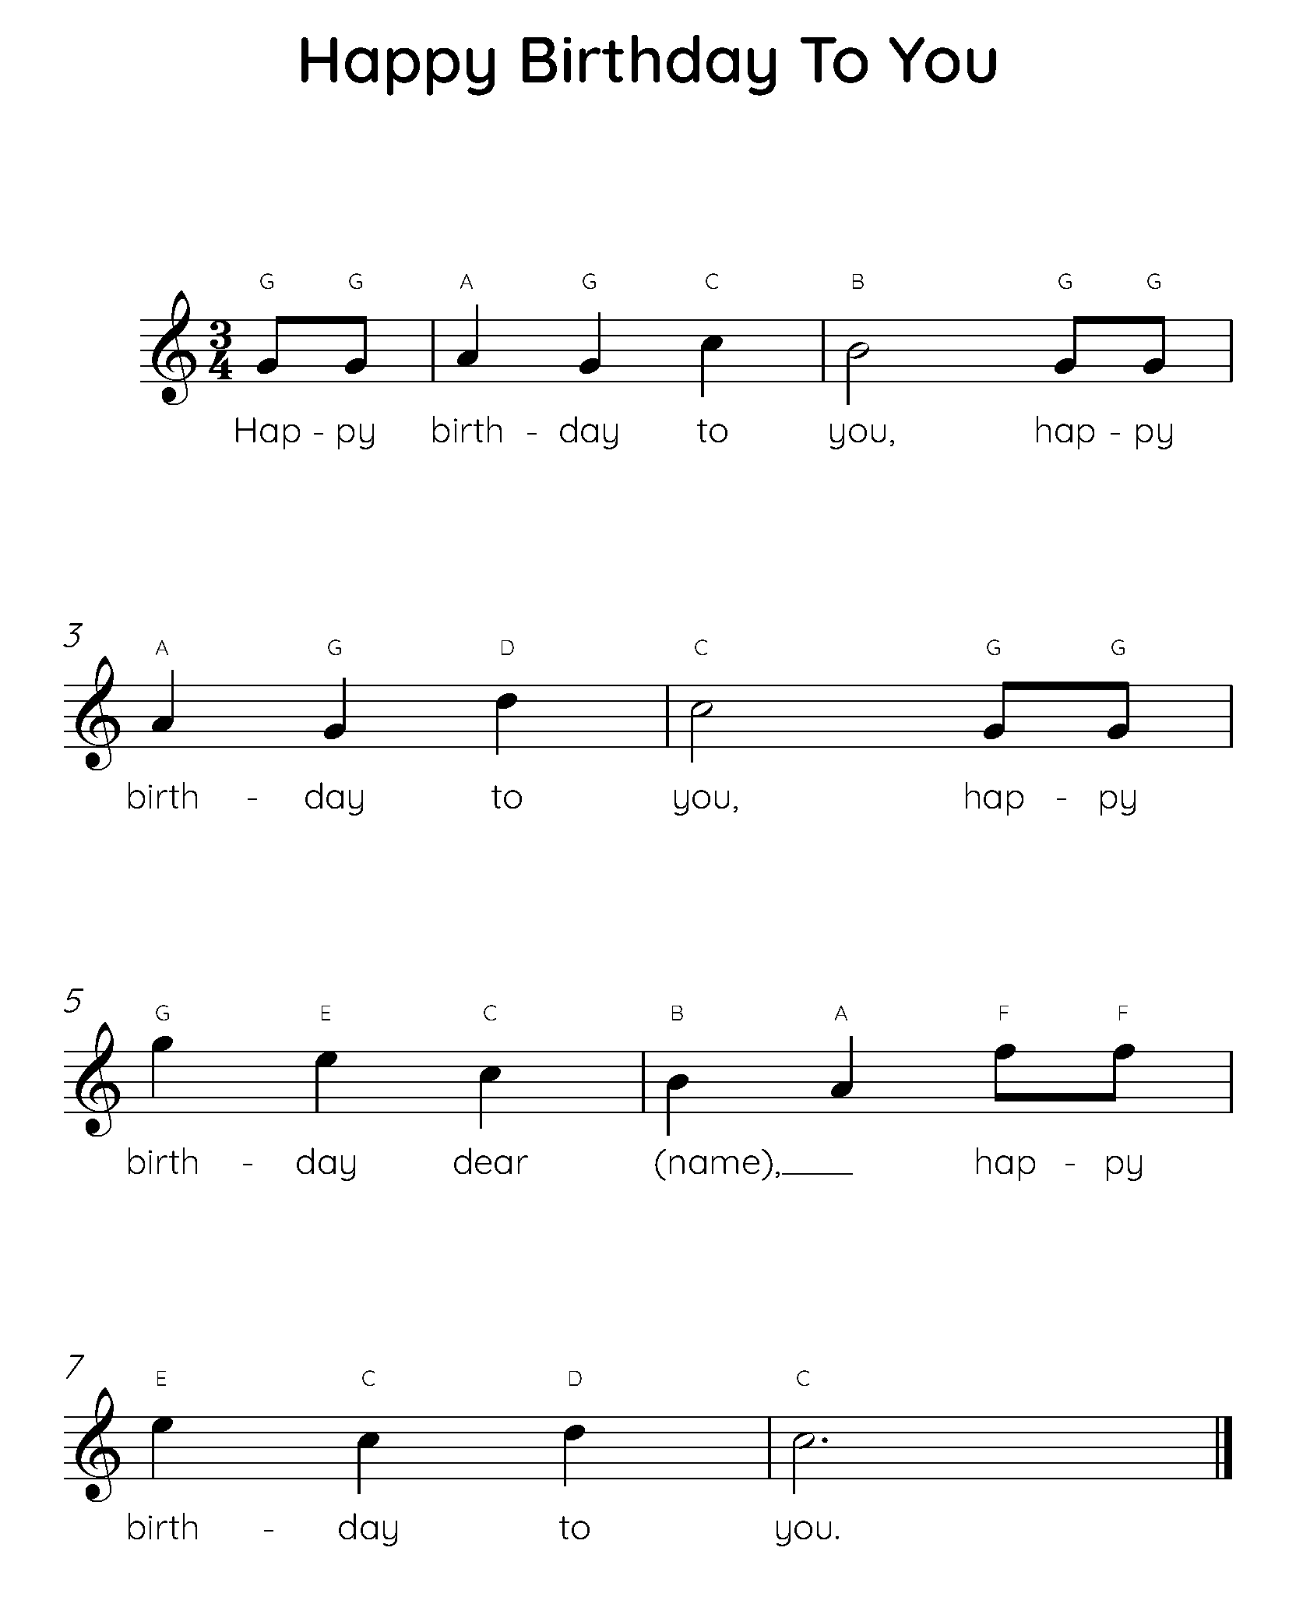 Happy Birthday To You
G G A G C B G G
3
4
Hap - py birth - day to you, hap - py
3
A G D C G G
birth - day to you, hap - py
5
G E C B A F F
birth - day dear (name),____ hap - py
7
E C D C
birth - day to you.